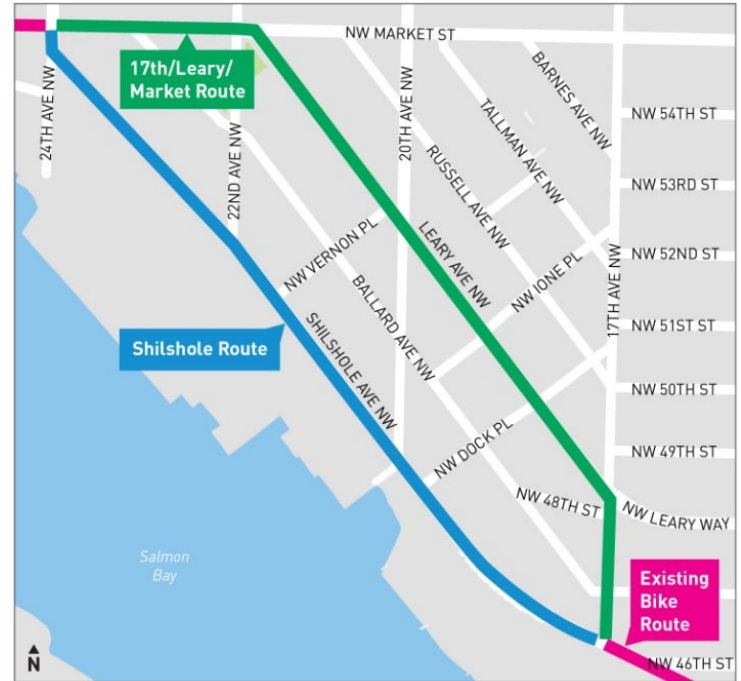 NW MARKET ST
17th/Leary/
Market Route
24TH AVE NW
22ND AVE NW
20TH AVE NW
BARNES AVE NW
TALLMAN AVE NW
RUSSELL AVE NW
NW 54TH ST
NW 53RD ST
NW 52ND ST
NW VERNON PL
LEARY AVE NW
NW IONE PL
17TH AVE NW
NW 51ST ST
BALLARD AVE NW
SHILSHOLE AVE NW
Shilshole Route
NW 50TH ST
NW DOCK PL
NW 49TH ST
NW 48TH ST
NW LEARY WAY
Salmon
Bay
Existing
Bike
Route
N
NW 46TH ST